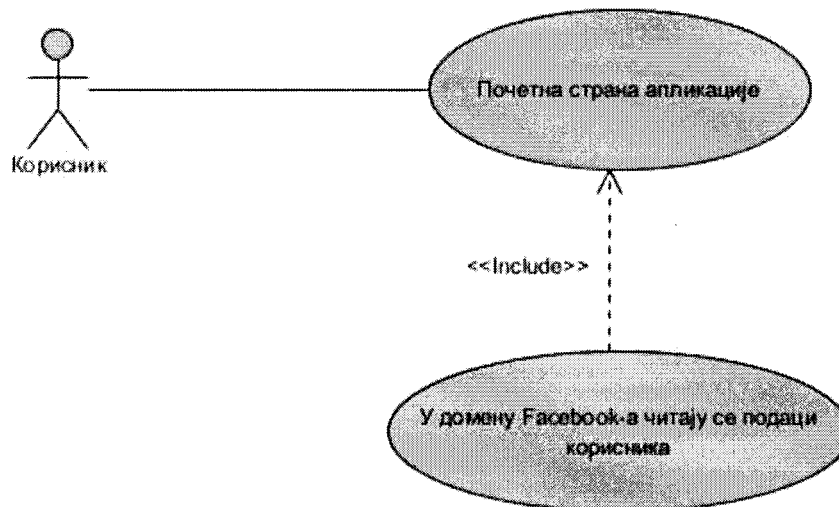 Почетна страна апликације
Корисник
<<Include>>
У домену Facebook-а читају се подаци
корисника